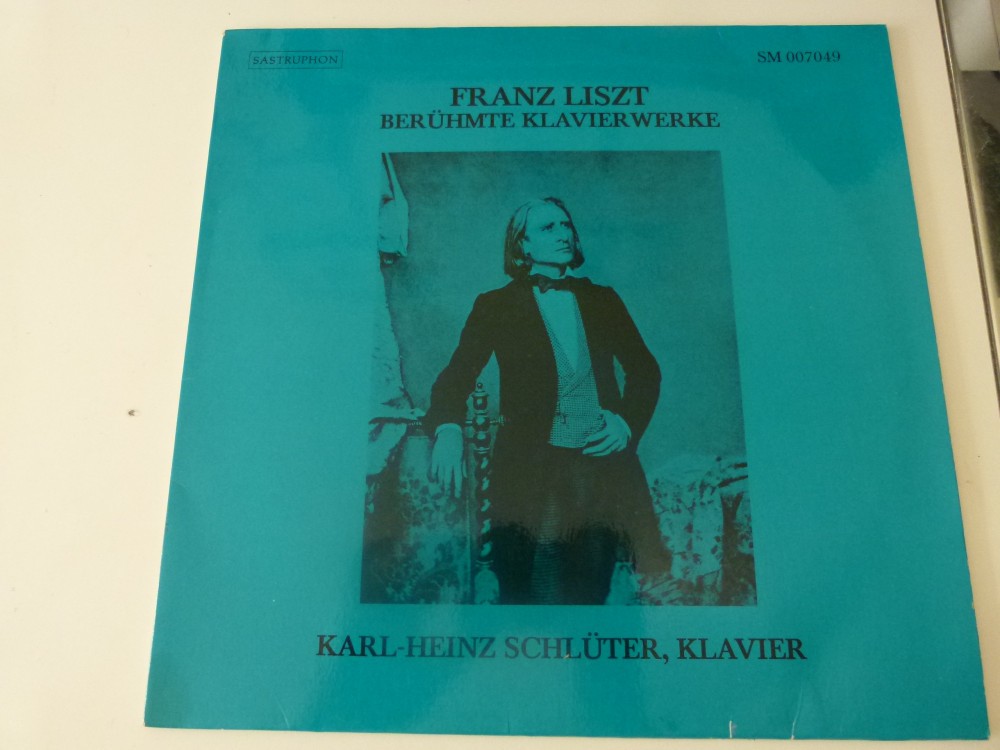 SASTRUPHON
SM 007049
FRANZ LISZT
BERÜHMTE KLAVIERWERKE
KARL-HEINZ SCHLÜTER, KLAVIER